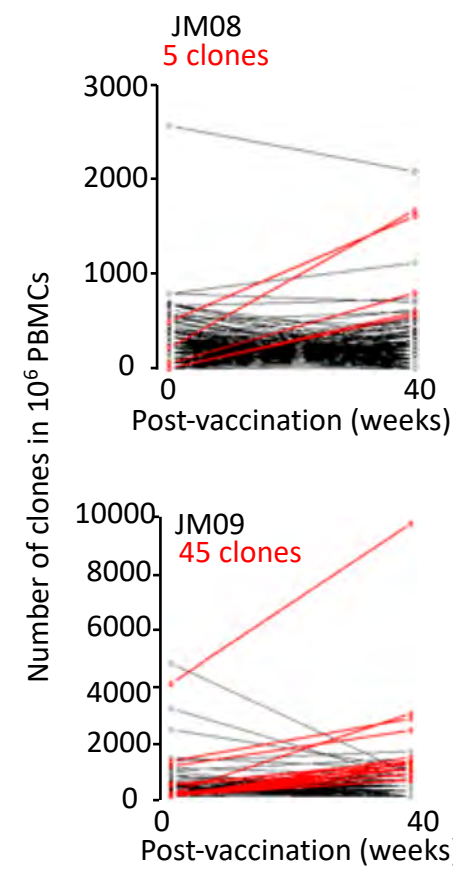 JM08
5 clones
3000
2000
1000
0
0 40
Post-vaccination (weeks)
Number of clones in 10⁶ PBMCs
JM09
45 clones
10000
8000
6000
4000
2000
0
0 40
Post-vaccination (weeks)